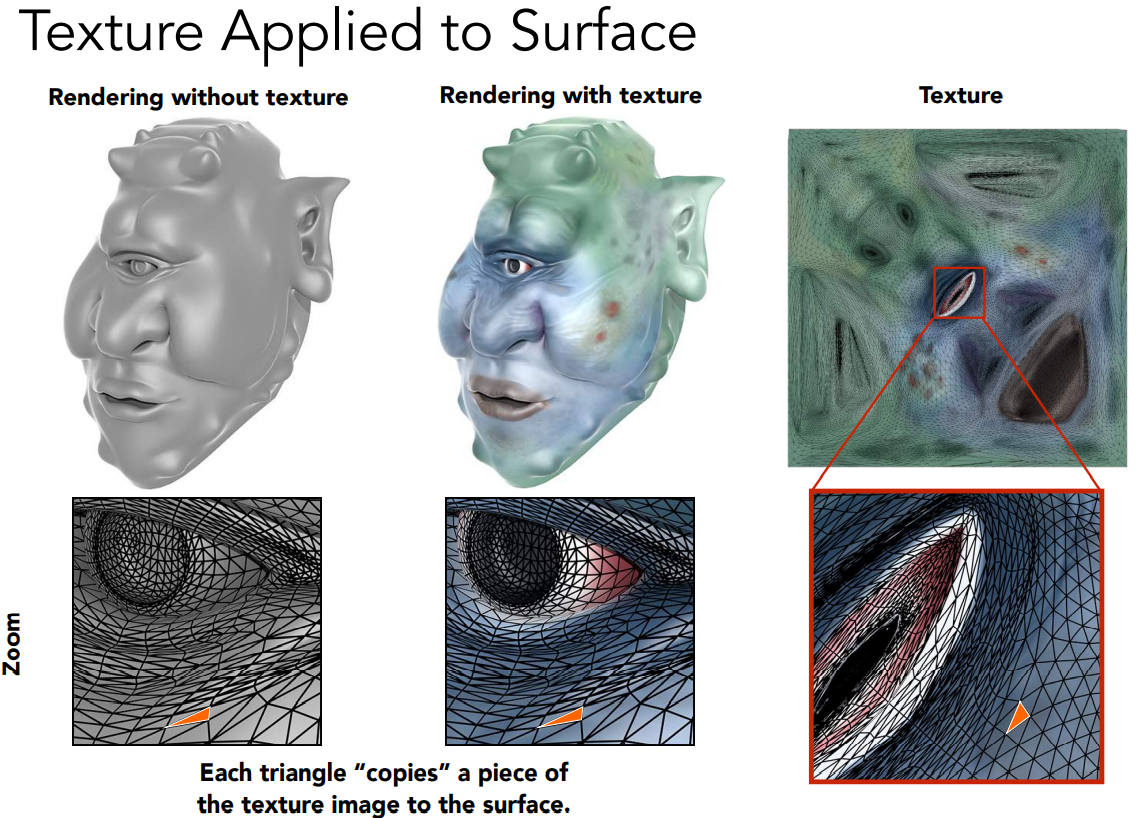 Texture Applied to Surface
Rendering without texture
Rendering with texture
Texture
Zoom
Each triangle “copies” a piece of
the texture image to the surface.